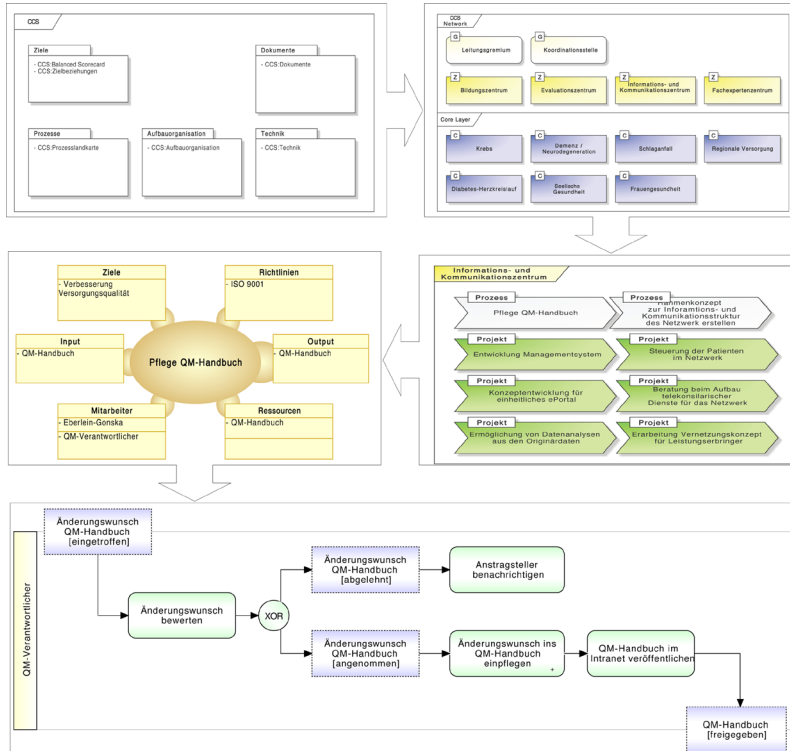 CCS
Ziele
- CCS:Balanced Scorecard
- CCS:Zielbeziehungen
Dokumente
- CCS:Dokumente
Prozesse
- CCS:Prozesslandkarte
Aufbauorganisation
- CCS:Aufbauorganisation
Technik
- CCS:Technik
CCS
Network
G
Leitungsgremium
G
Koordinationsstelle
Z
Bildungszentrum
Z
Evaluationszentrum
Z
Informations- und
Kommunikationszentrum
Z
Fachexpertenzentrum
Core Layer
C
Krebs
C
Demenz /
Neurodegeneration
C
Schlaganfall
C
Regionale Versorgung
C
Diabetes-Herzkreislauf
C
Seelische
Gesundheit
C
Frauengesundheit
Informations- und
Kommunikationszentrum
Prozess
Pflege QM-Handbuch
Prozess
Rahmenkonzept
zur Inforamtions- und
Kommunikationsstruktur
des Netzwerk erstellen
Projekt
Entwicklung Managementsystem
Projekt
Steuerung der Patienten
im Netzwerk
Projekt
Konzeptentwicklung für
einheitliches ePortal
Projekt
Beratung beim Aufbau
telekonsilarischer
Dienste für das Netzwerk
Projekt
Ermöglichung von Datenanalysen
aus den Originärdaten
Projekt
Erarbeitung Vernetzungskonzept
für Leistungserbringer
Ziele
- Verbesserung
Versorgungsqualität
Richtlinien
- ISO 9001
Input
- QM-Handbuch
Pflege QM-Handbuch
Output
- QM-Handbuch
Mitarbeiter
- Eberlein-Gonska
- QM-Verantwortlicher
Ressourcen
- QM-Handbuch
QM-Verantwortlicher
Änderungswunsch
QM-Handbuch
[eingetroffen]
Änderungswunsch
bewerten
XOR
Änderungswunsch
QM-Handbuch
[abgelehnt]
Anstragsteller
benachrichtigen
Änderungswunsch
QM-Handbuch
[angenommen]
Änderungswunsch ins
QM-Handbuch
einpflegen
+
QM-Handbuch im
Intranet veröffentlichen
QM-Handbuch
[freigegeben]